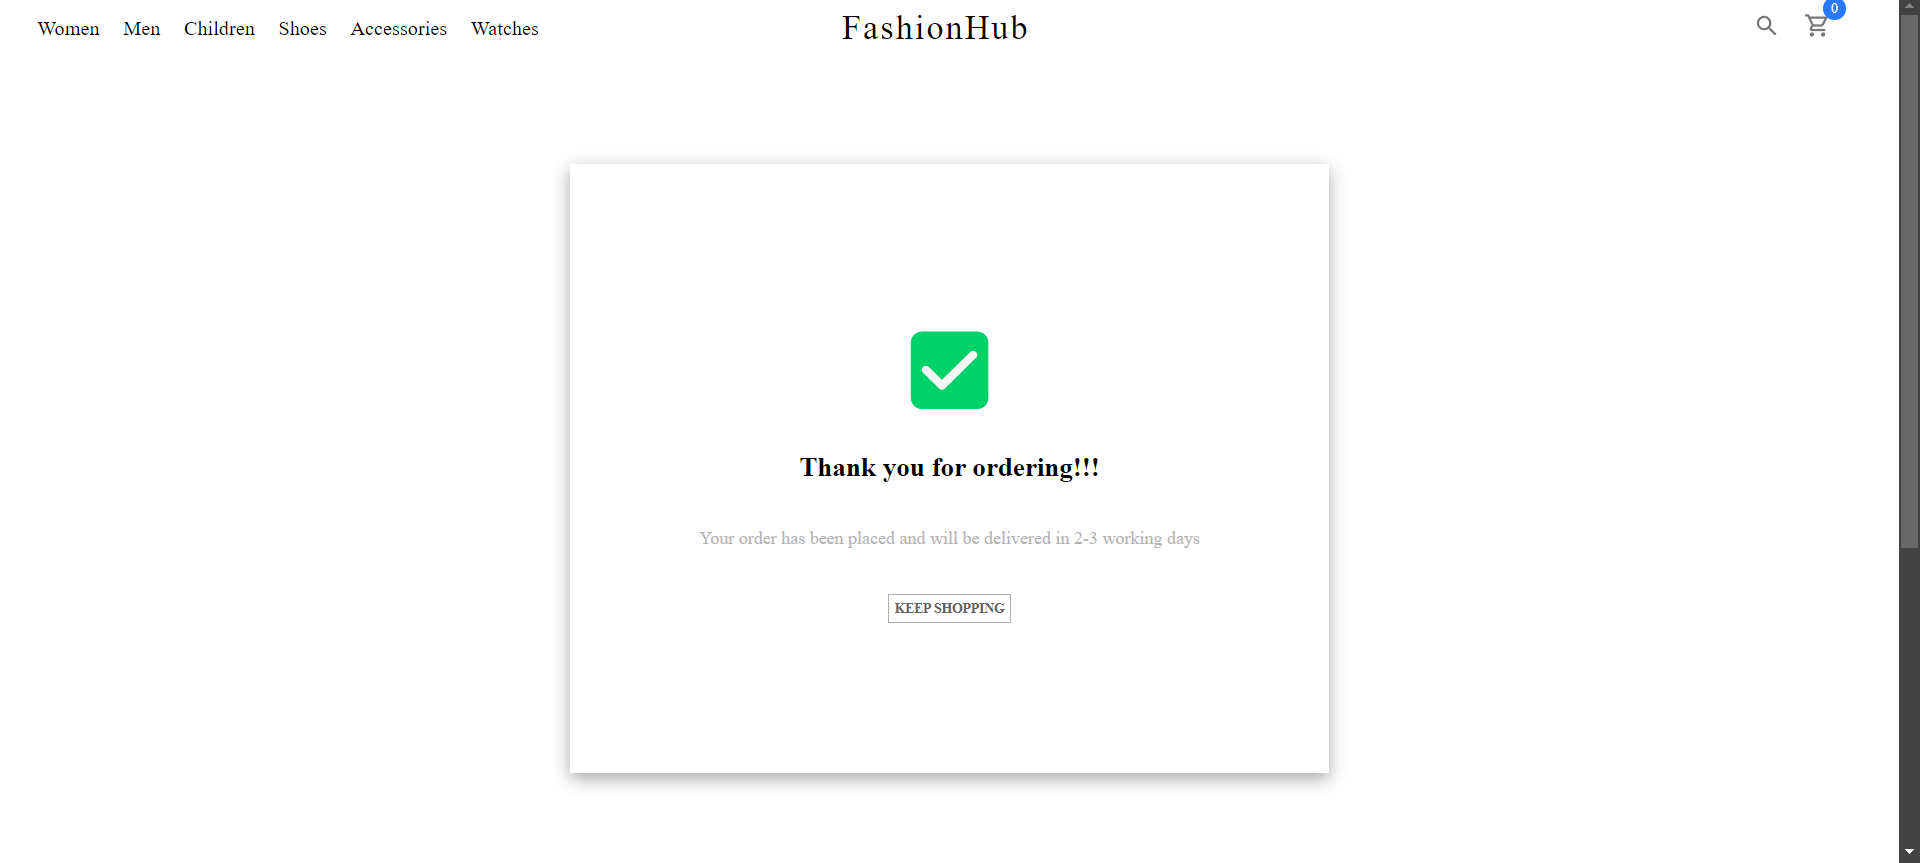 Women Men Children Shoes Accessories Watches
FashionHub
0
Thank you for ordering!!!
Your order has been placed and will be delivered in 2-3 working days
KEEP SHOPPING